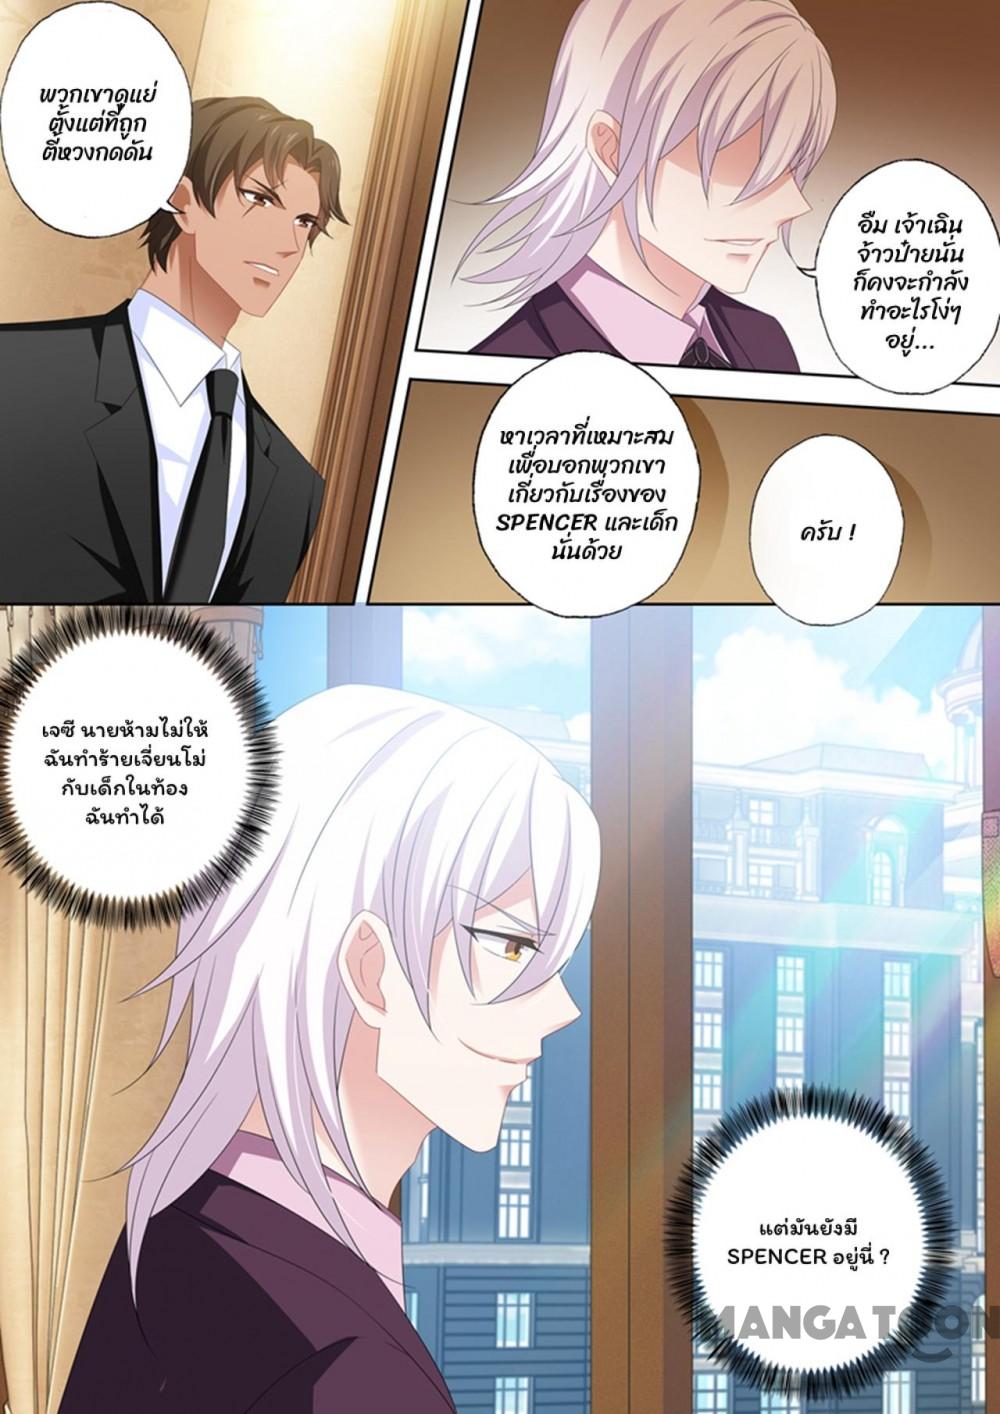 พวกเขาดูแย่
ตั้งแต่ที่ถูก
ตี้หวงกดดัน
อืม เจ้าเฉิน
จ้าวป๋ายนั่น
ก็คงจะกำลัง
ทำอะไรโง่ๆ
อยู่...
หาเวลาที่เหมาะสม
เพื่อบอกพวกเขา
เกี่ยวกับเรื่องของ
SPENCER และเด็ก
นั่นด้วย
ครับ !
เจซี นายห้ามไม่ให้
ฉันทำร้ายเจี่ยนโม่
กับเด็กในท้อง
ฉันทำได้
แต่มันยังมี
SPENCER อยู่นี่ ?
MANGATOON